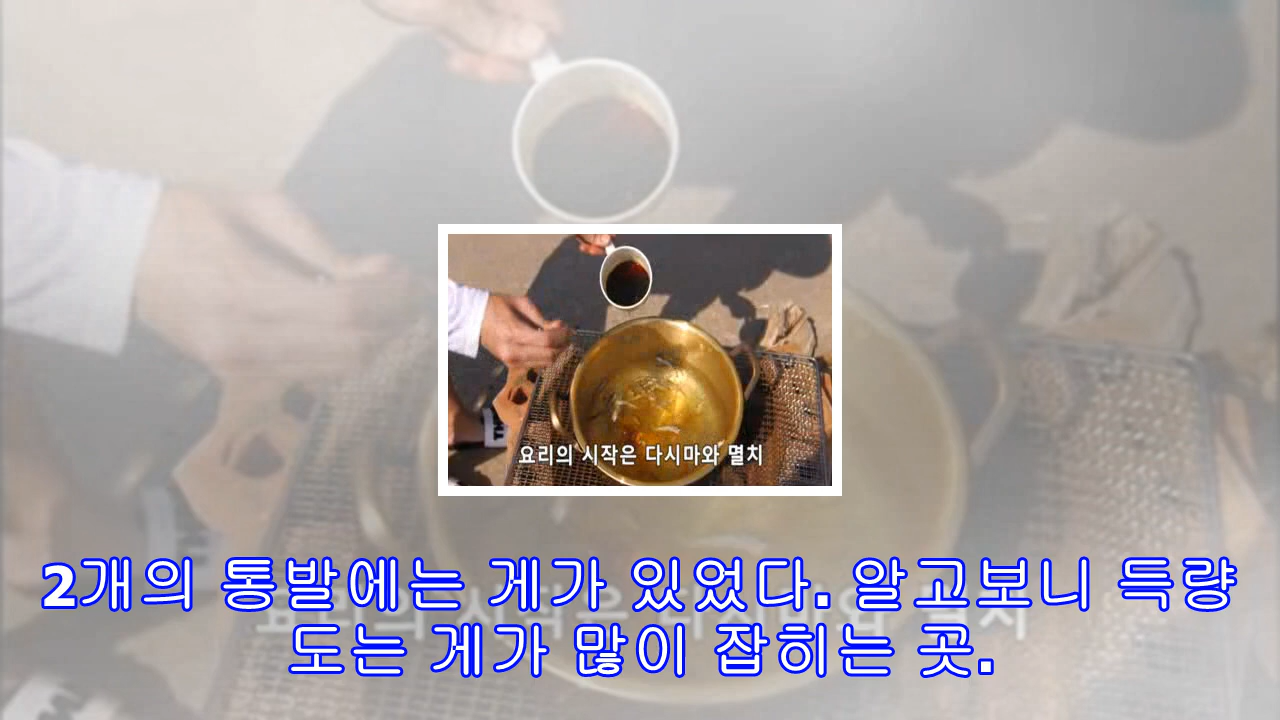 요리의 시작은 다시마와 멸치
2개의 통발에는 게가 있었다. 알고보니 득량
도는 게가 많이 잡히는 곳.